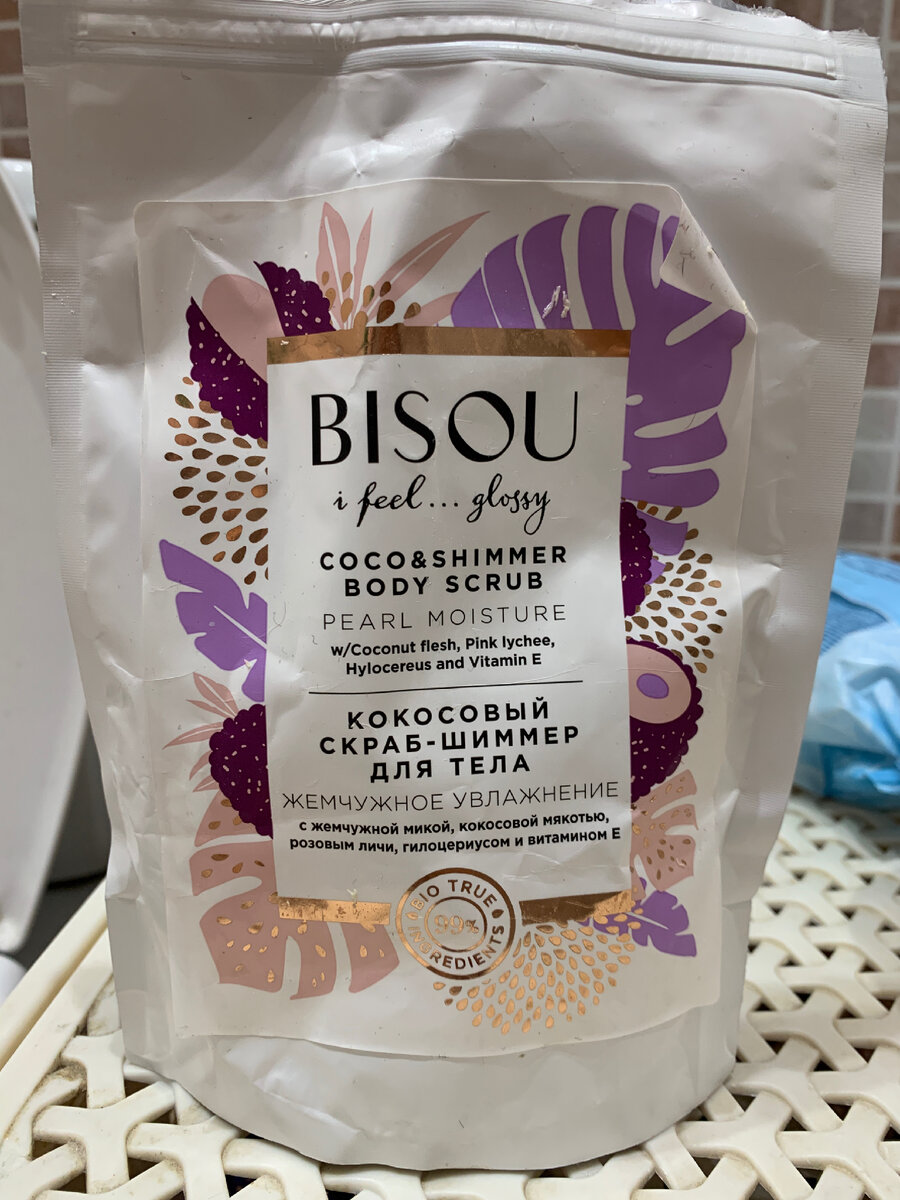 BISOU
i feel... glossy
COCO&SHIMMER
BODY SCRUB
PEARL MOISTURE
w/Coconut flesh, Pink lychee,
Hylocereus and Vitamin E
КОКОСОВЫЙ
СКРАБ-ШИММЕР
ДЛЯ ТЕЛА
ЖЕМЧУЖНОЕ УВЛАЖНЕНИЕ
с жемчужной микой, кокосовой мякотью,
розовым личи, гилоцериусом и витамином Е
BIO TRUE
99%
INGREDIENTS